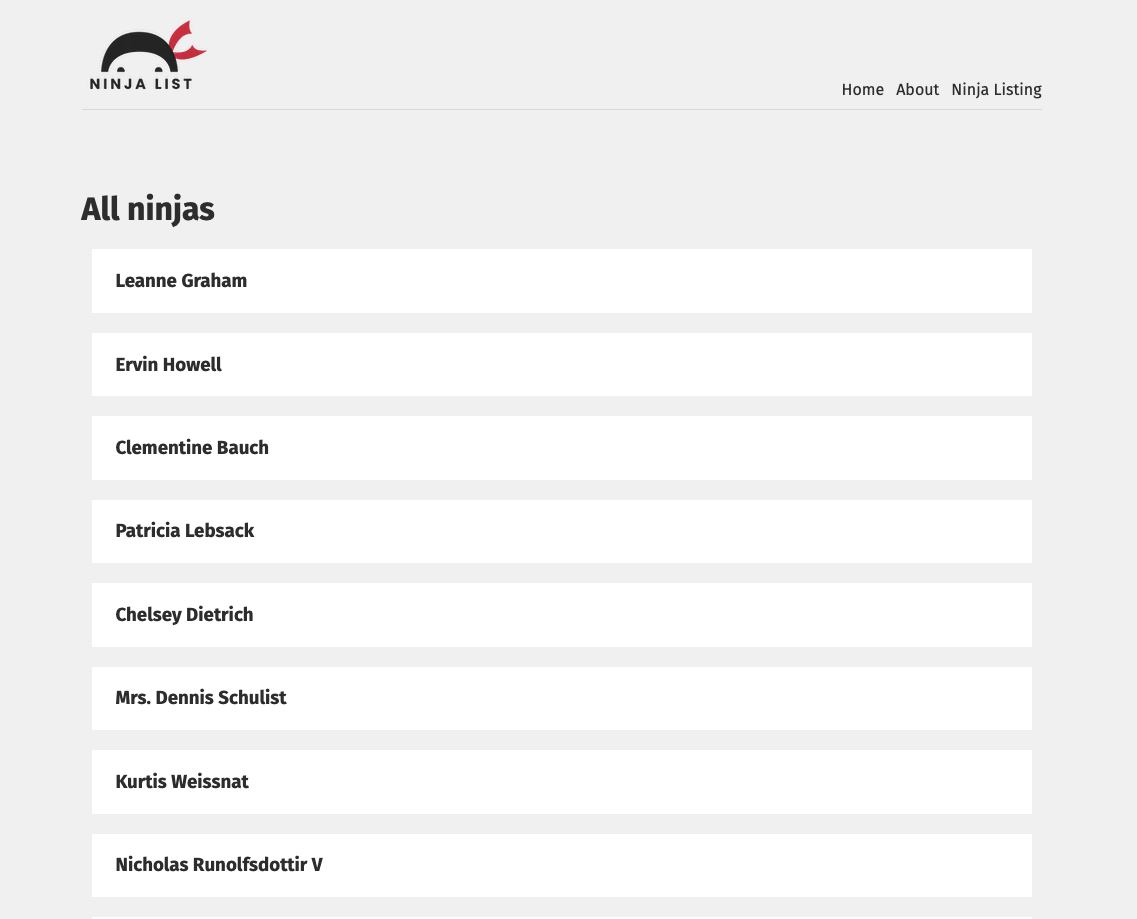 NINJA LIST
Home About Ninja Listing
All ninjas
Leanne Graham
Ervin Howell
Clementine Bauch
Patricia Lebsack
Chelsey Dietrich
Mrs. Dennis Schulist
Kurtis Weissnat
Nicholas Runolfsdottir V